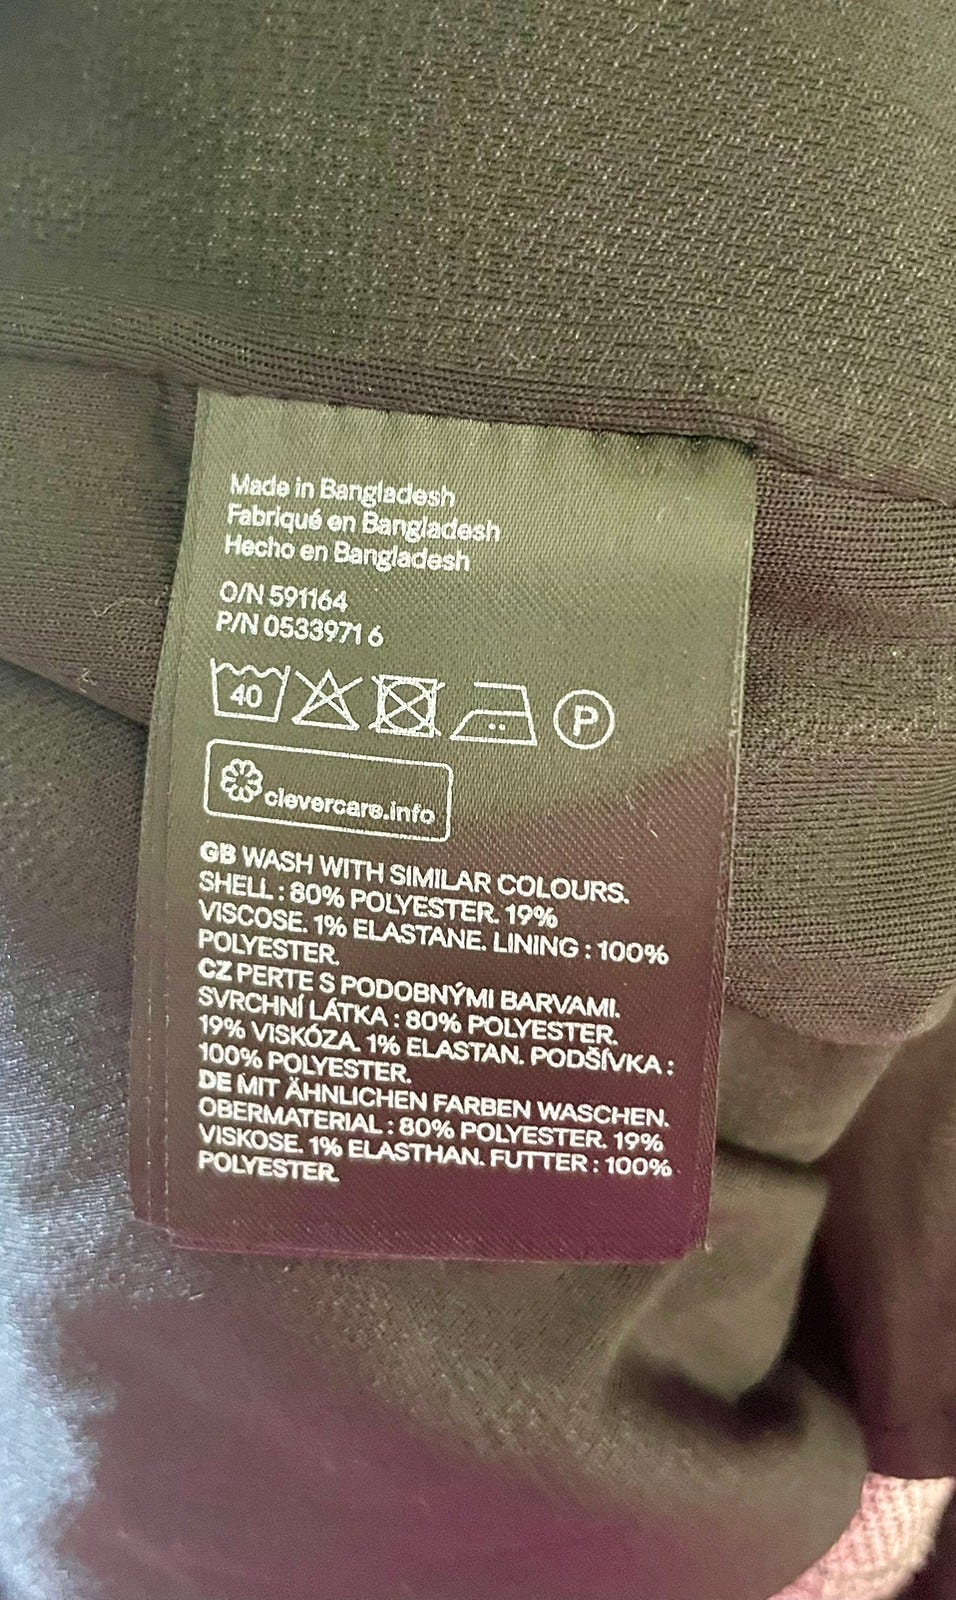 Made in Bangladesh
Fabriqué en Bangladesh
Hecho en Bangladesh
O/N 591164
P/N 0533971 6
40
P
clevercare.info
GB WASH WITH SIMILAR COLOURS.
SHELL : 80% POLYESTER. 19%
VISCOSE. 1% ELASTANE. LINING : 100%
POLYESTER.
CZ PERTE S PODOBNÝMI BARVAMI.
SVRCHNÍ LÁTKA : 80% POLYESTER.
19% VISKÓZA. 1% ELASTAN. PODŠÍVKA :
100% POLYESTER.
DE MIT ÄHNLICHEN FARBEN WASCHEN.
OBERMATERIAL : 80% POLYESTER. 19%
VISKOSE. 1% ELASTHAN. FUTTER : 100%
POLYESTER.